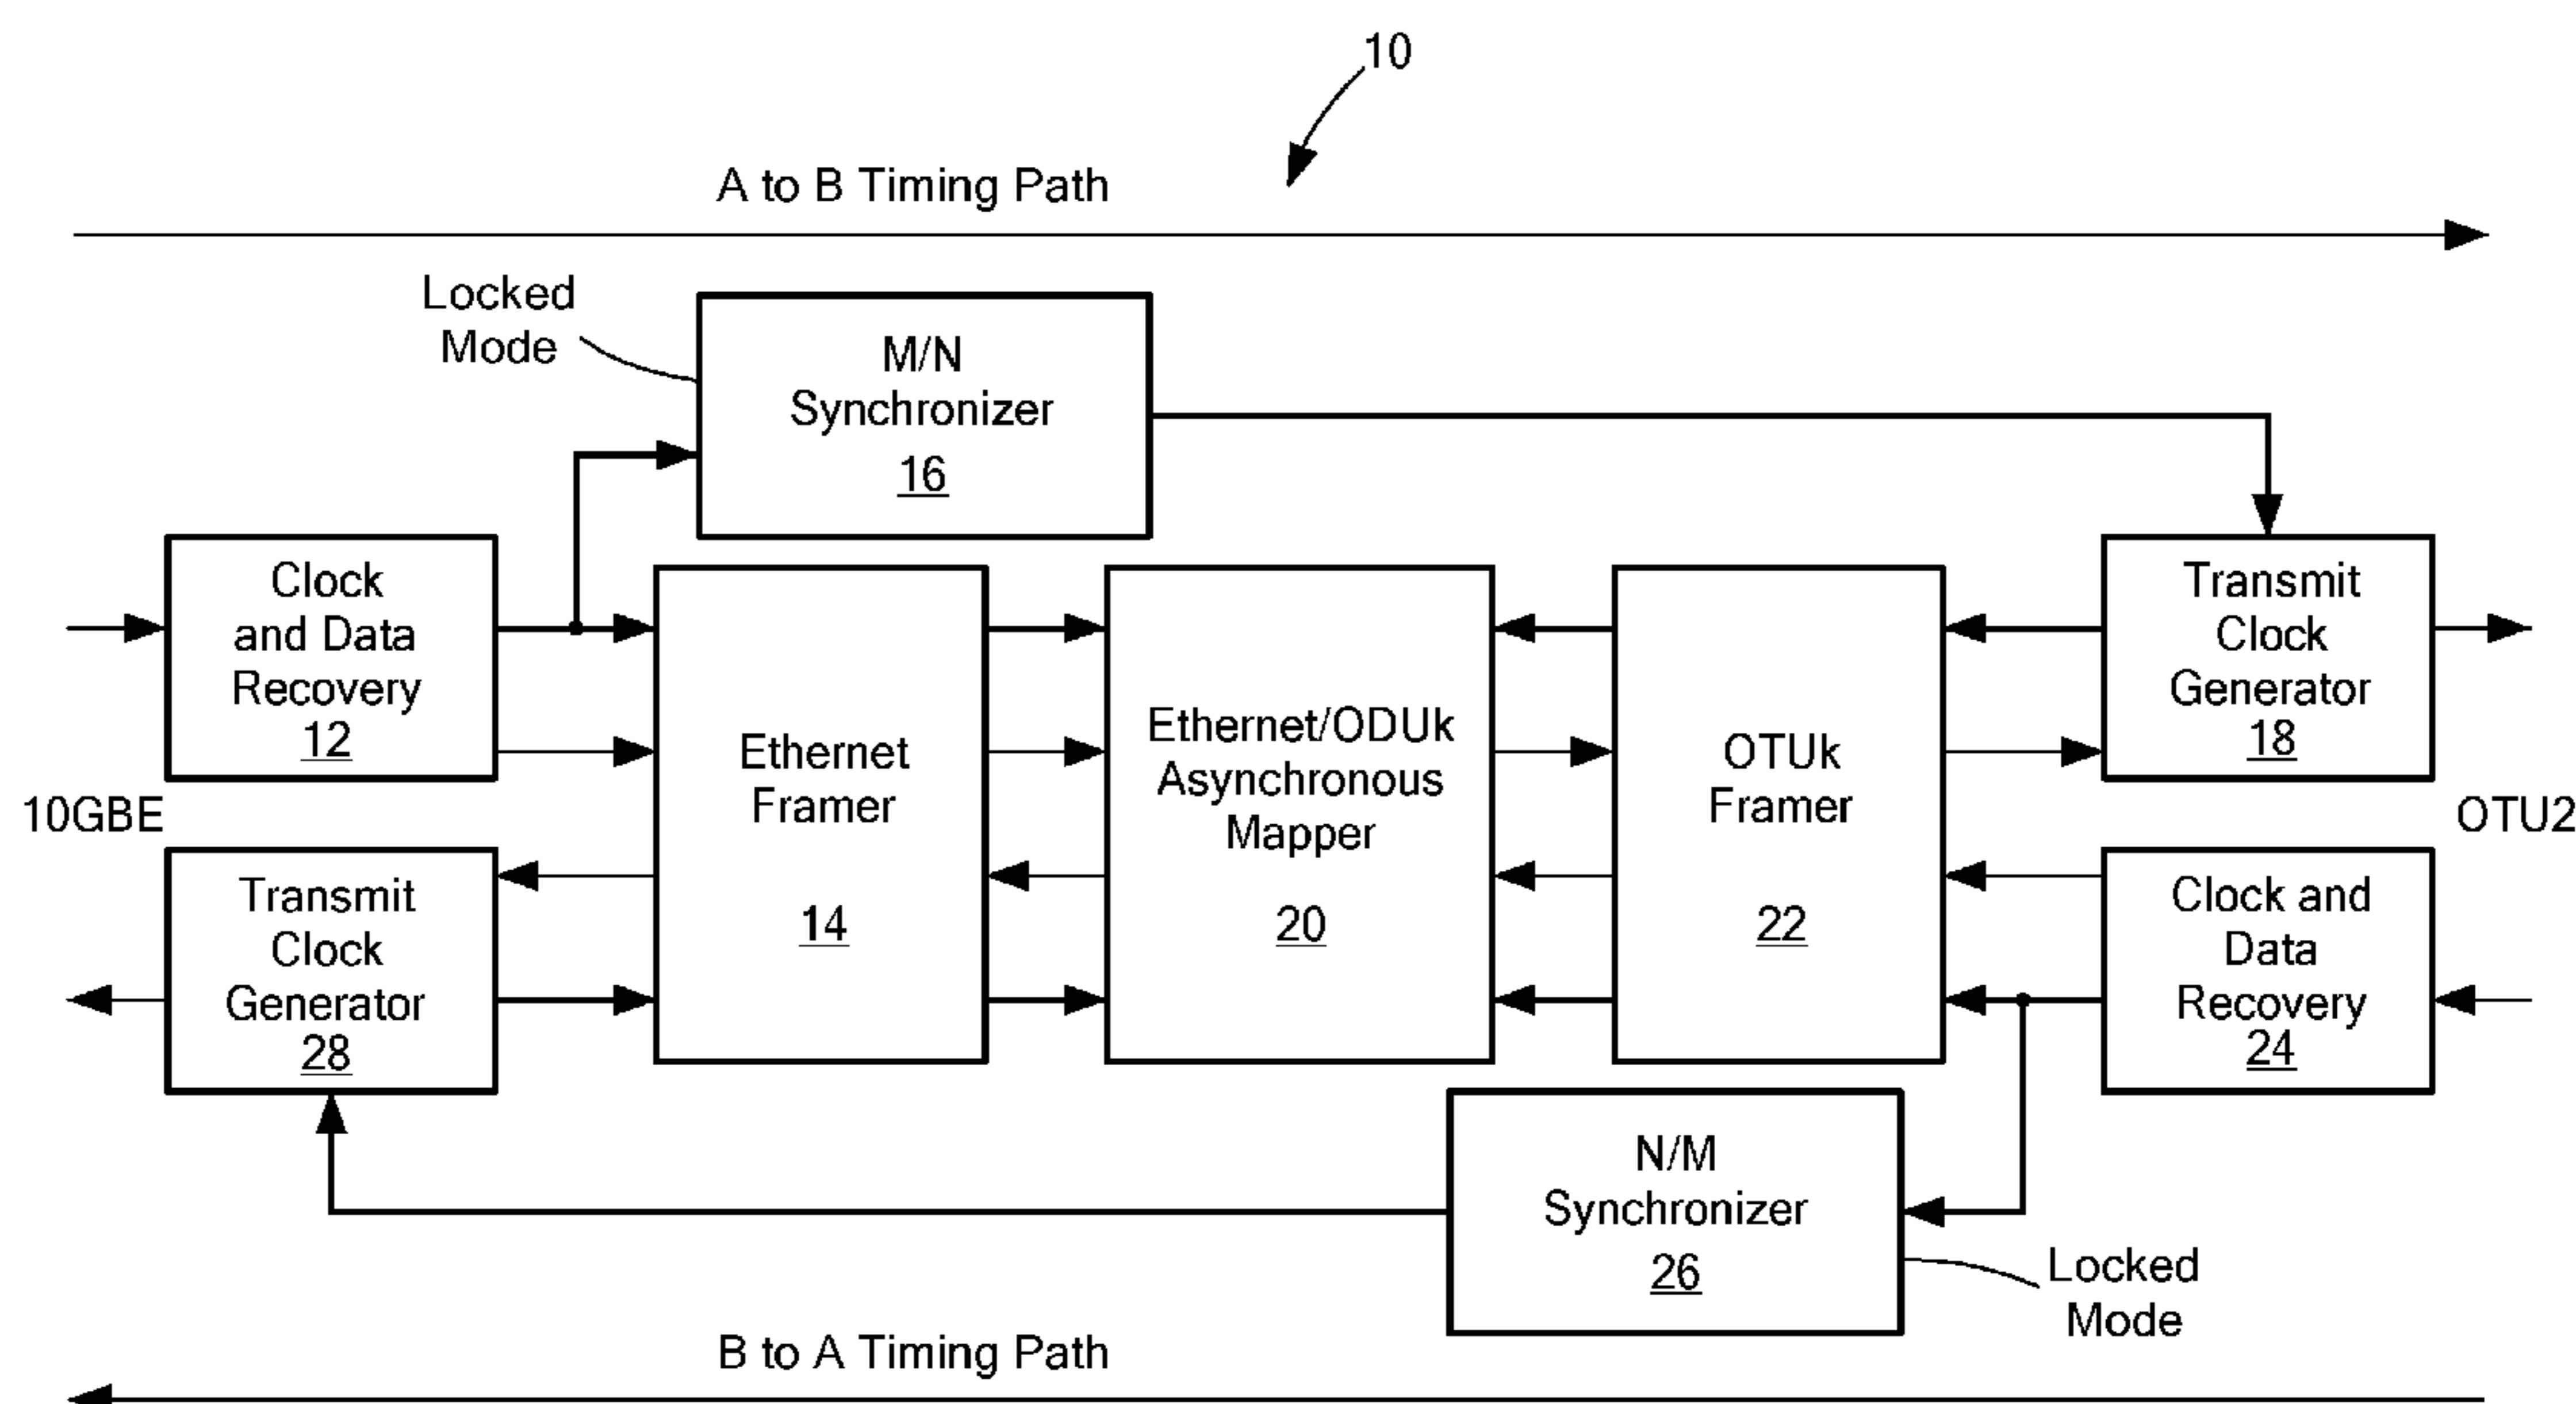 10
A to B Timing Path
Locked
Mode
M/N
Synchronizer
16
Clock
and Data
Recovery
12
Transmit
Clock
Generator
18
Ethernet
Framer
14
Ethernet/ODUk
Asynchronous
Mapper
20
OTUk
Framer
22
10GBE
OTU2
Transmit
Clock
Generator
28
Clock and
Data
Recovery
24
N/M
Synchronizer
26
Locked
Mode
B to A Timing Path